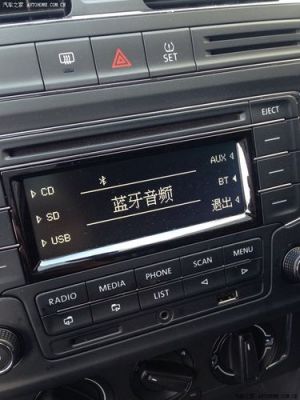 汽车之家 AUTOHOME.COM.CN
SET
EJECT
CD
SD
USB
蓝牙音频
AUX
BT
退出
RADIO
MEDIA
PHONE
SCAN
MENU
LIST